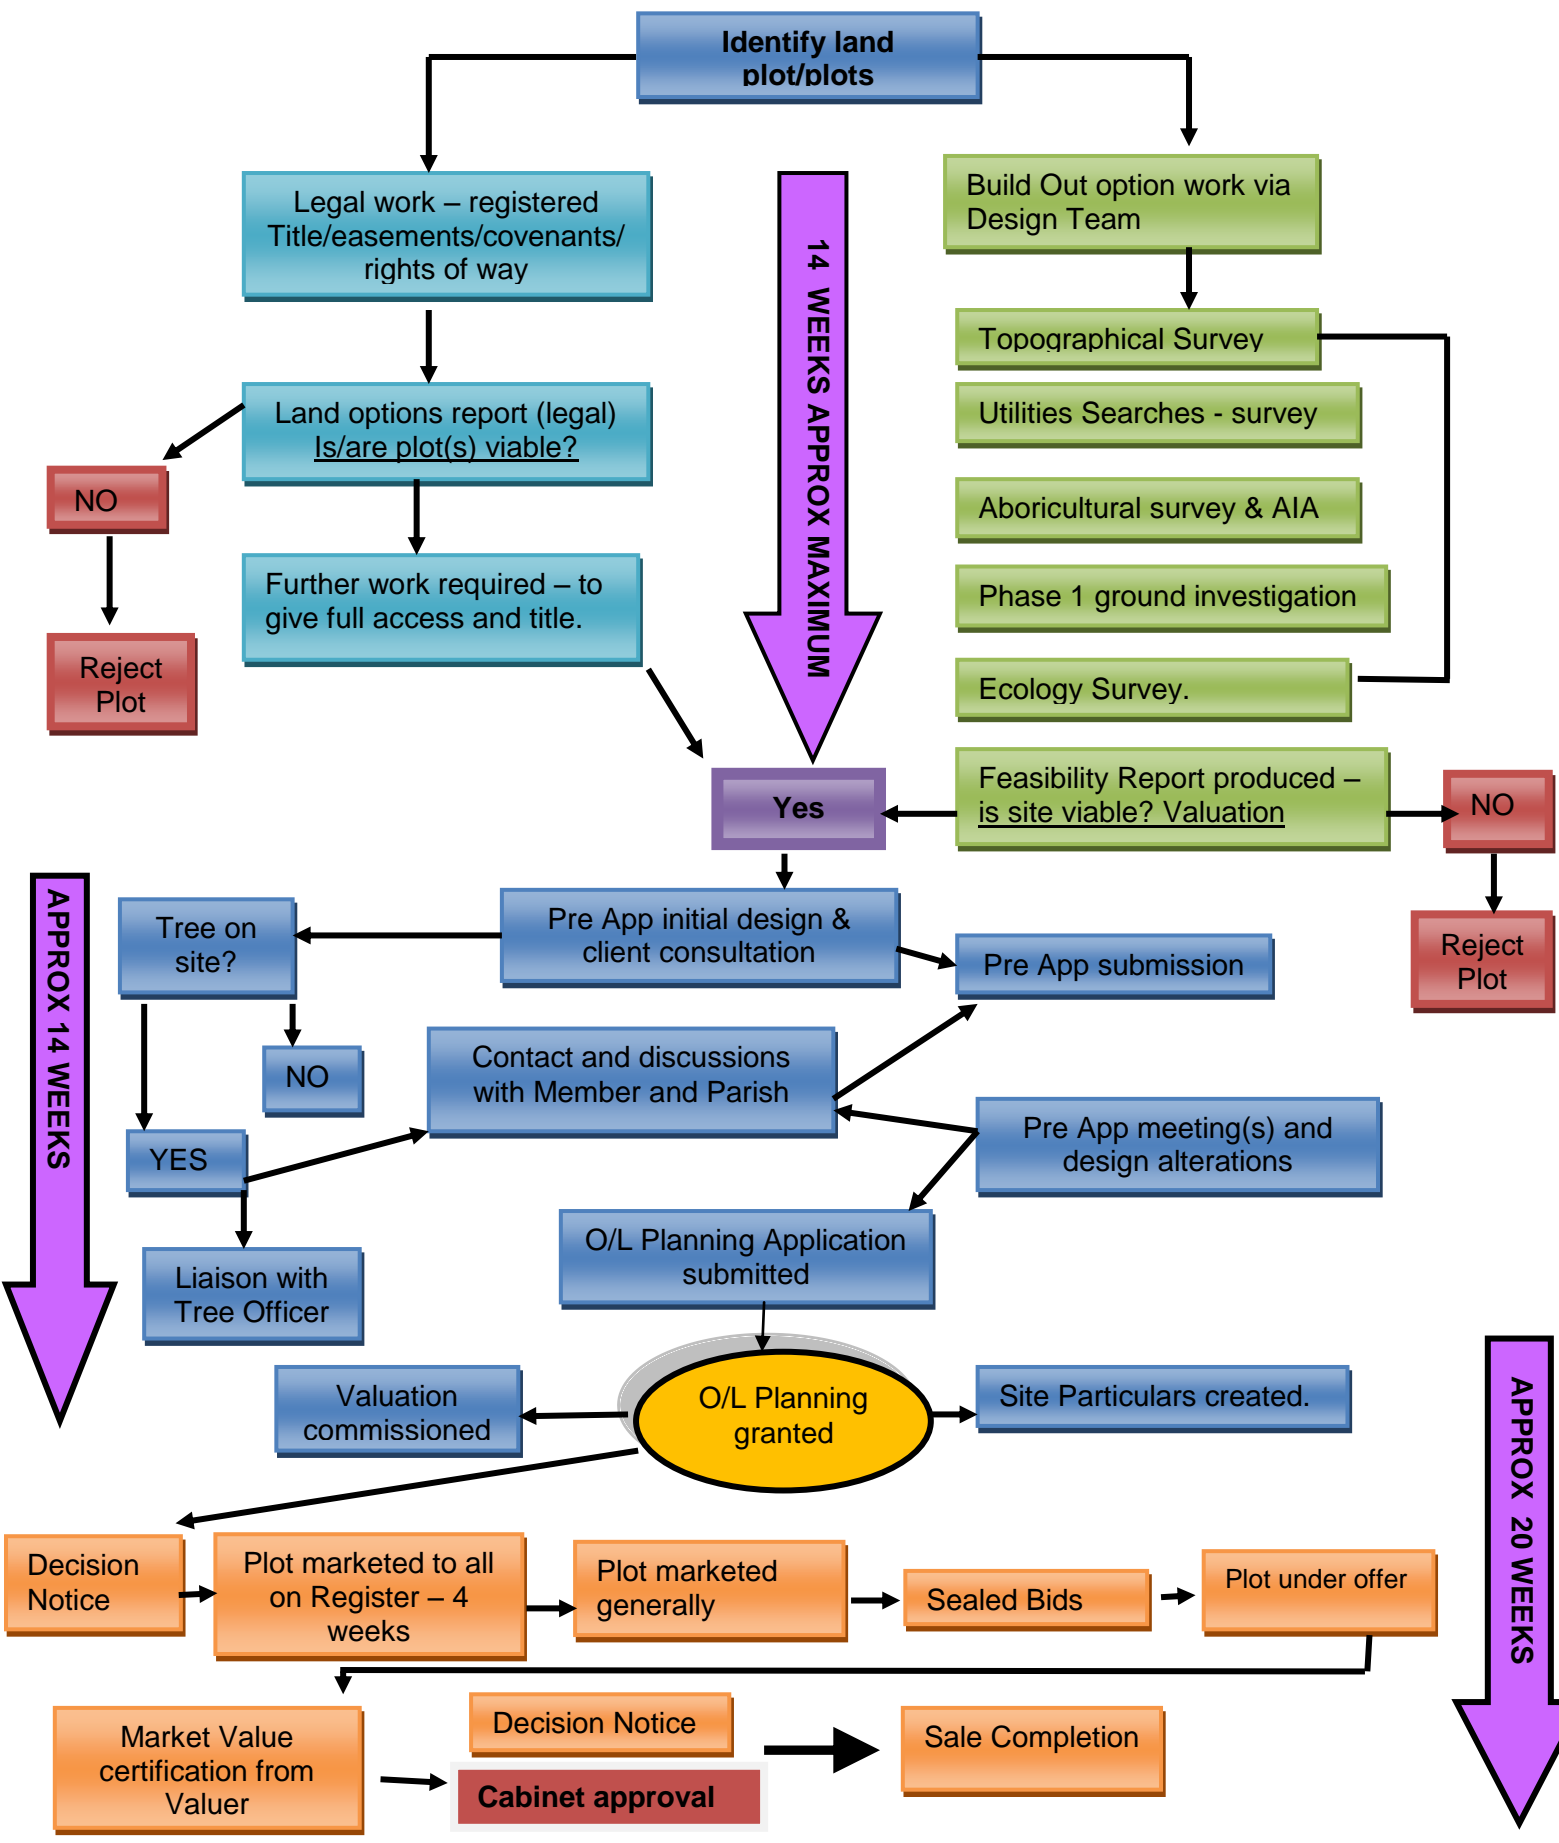 Identify land
plot/plots
Legal work – registered
Title/easements/covenants/
rights of way
Build Out option work via
Design Team
14 WEEKS APPROX MAXIMUM
Topographical Survey
Land options report (legal)
Is/are plot(s) viable?
Utilities Searches - survey
NO
Aboricultural survey & AIA
Further work required – to
give full access and title.
Phase 1 ground investigation
Reject
Plot
Ecology Survey.
Yes
Feasibility Report produced –
is site viable? Valuation
NO
Reject
Plot
APPROX 14 WEEKS
Tree on
site?
Pre App initial design &
client consultation
Pre App submission
NO
Contact and discussions
with Member and Parish
YES
Pre App meeting(s) and
design alterations
Liaison with
Tree Officer
O/L Planning Application
submitted
Valuation
commissioned
O/L Planning
granted
Site Particulars created.
APPROX 20 WEEKS
Decision
Notice
Plot marketed to all
on Register – 4
weeks
Plot marketed
generally
Sealed Bids
Plot under offer
Market Value
certification from
Valuer
Decision Notice
Cabinet approval
Sale Completion